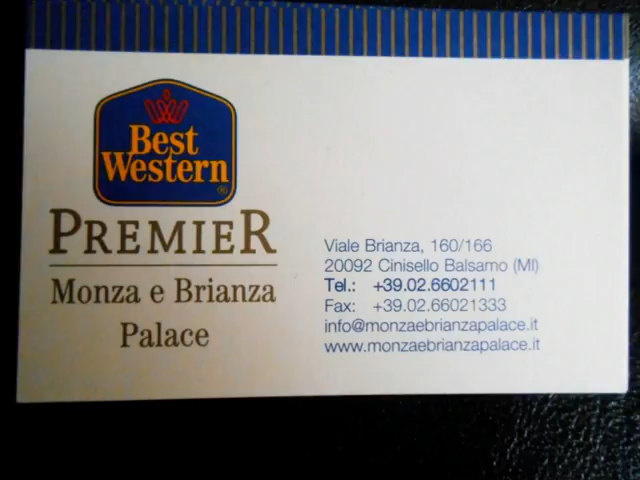 Best
Western
®
PREMIER
Monza e Brianza
Palace
Viale Brianza, 160/166
20092 Cinisello Balsamo (MI)
Tel.: +39.02.6602111
Fax: +39.02.66021333
info@monzaebrianzapalace.it
www.monzaebrianzapalace.it